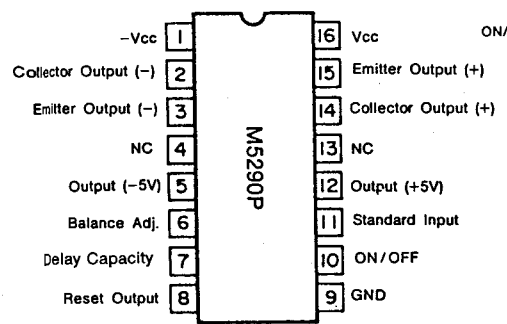 -Vcc 1 16 Vcc ON/
Collector Output (-) 2 15 Emitter Output (+)
Emitter Output (-) 3 14 Collector Output (+)
NC 4 13 NC
Output (-5V) 5 12 Output (+5V)
Balance Adj. 6 11 Standard Input
Delay Capacity 7 10 ON/OFF
Reset Output 8 9 GND
M5290P